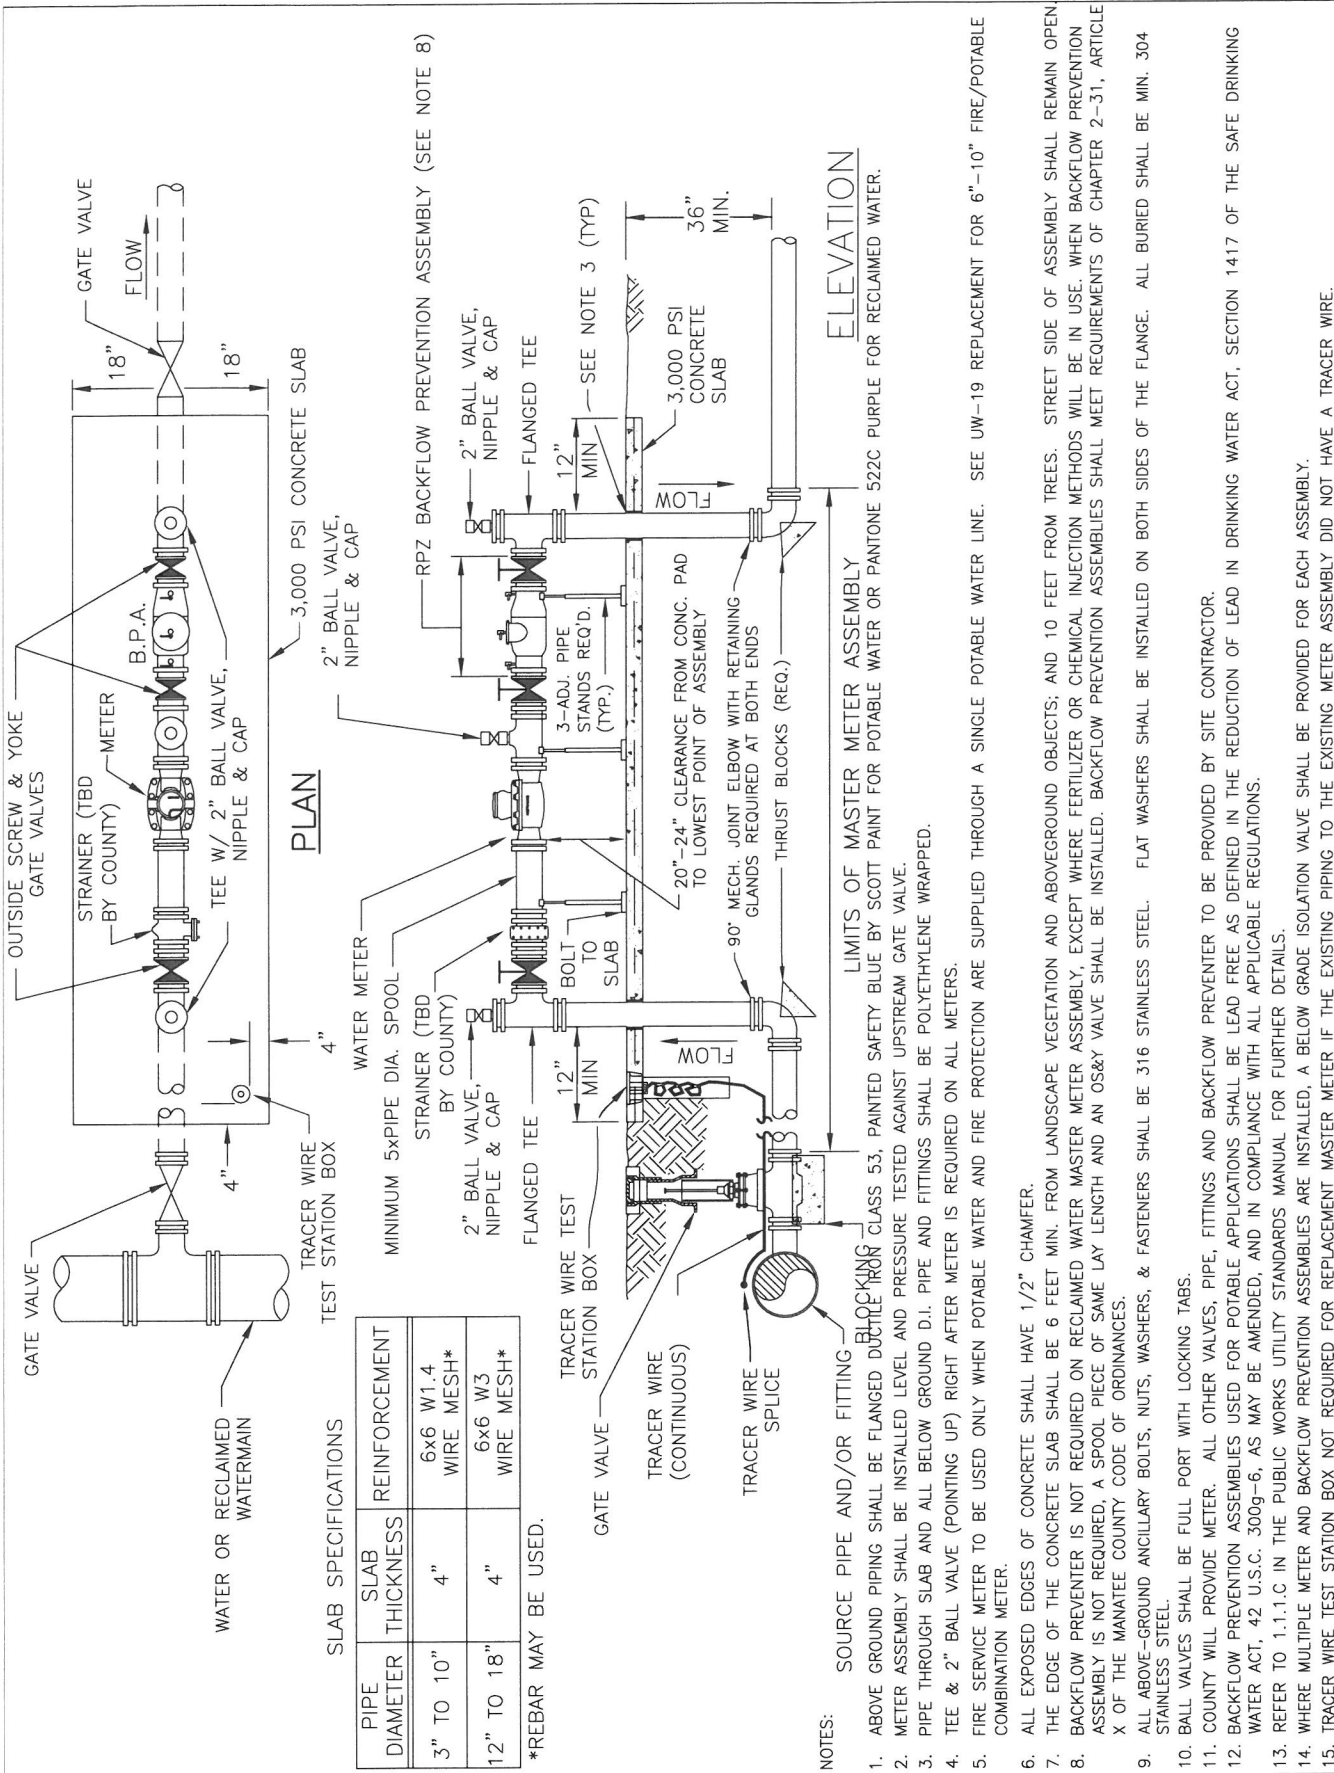 OUTSIDE SCREW & YOKE
GATE VALVES
GATE VALVE
FLOW
18"
18"
STRAINER (TBD
BY COUNTY)
METER
B.P.A.
TEE W/ 2" BALL VALVE,
NIPPLE & CAP
3,000 PSI CONCRETE SLAB
4"
4"
TRACER WIRE
TEST STATION BOX
GATE VALVE
WATER OR RECLAIMED
WATERMAIN
PLAN
SLAB SPECIFICATIONS
PIPE
DIAMETER
SLAB
THICKNESS
REINFORCEMENT
3" TO 10"
4"
6x6 W1.4
WIRE MESH*
12" TO 18"
4"
6x6 W3
WIRE MESH*
*REBAR MAY BE USED.
RPZ BACKFLOW PREVENTION ASSEMBLY (SEE NOTE 8)
2" BALL VALVE,
NIPPLE & CAP
2" BALL VALVE,
NIPPLE & CAP
FLANGED TEE
WATER METER
MINIMUM 5xPIPE DIA. SPOOL
STRAINER (TBD
BY COUNTY)
2" BALL VALVE,
NIPPLE & CAP
FLANGED TEE
12"
MIN
SEE NOTE 3 (TYP)
3-ADJ. PIPE
STANDS REQ'D.
(TYP.)
BOLT
TO
SLAB
12"
MIN
3,000 PSI
CONCRETE
SLAB
36"
MIN.
20"-24" CLEARANCE FROM CONC. PAD
TO LOWEST POINT OF ASSEMBLY
FLOW
FLOW
90° MECH. JOINT ELBOW WITH RETAINING
GLANDS REQUIRED AT BOTH ENDS
THRUST BLOCKS (REQ.)
TRACER WIRE TEST
STATION BOX
GATE VALVE
TRACER WIRE
(CONTINUOUS)
TRACER WIRE
SPLICE
SOURCE PIPE AND/OR FITTING
BLOCKING
LIMITS OF MASTER METER ASSEMBLY
ELEVATION
NOTES:
1. ABOVE GROUND PIPING SHALL BE FLANGED DUCTILE IRON CLASS 53, PAINTED SAFETY BLUE BY SCOTT PAINT FOR POTABLE WATER OR PANTONE 522C PURPLE FOR RECLAIMED WATER.
2. METER ASSEMBLY SHALL BE INSTALLED LEVEL AND PRESSURE TESTED AGAINST UPSTREAM GATE VALVE.
3. PIPE THROUGH SLAB AND ALL BELOW GROUND D.I. PIPE AND FITTINGS SHALL BE POLYETHYLENE WRAPPED.
4. TEE & 2" BALL VALVE (POINTING UP) RIGHT AFTER METER IS REQUIRED ON ALL METERS.
5. FIRE SERVICE METER TO BE USED ONLY WHEN POTABLE WATER AND FIRE PROTECTION ARE SUPPLIED THROUGH A SINGLE POTABLE WATER LINE. SEE UW-19 REPLACEMENT FOR 6"-10" FIRE/POTABLE
COMBINATION METER.
6. ALL EXPOSED EDGES OF CONCRETE SHALL HAVE 1/2" CHAMFER.
7. THE EDGE OF THE CONCRETE SLAB SHALL BE 6 FEET MIN. FROM LANDSCAPE VEGETATION AND ABOVEGROUND OBJECTS; AND 10 FEET FROM TREES. STREET SIDE OF ASSEMBLY SHALL REMAIN OPEN.
8. BACKFLOW PREVENTER IS NOT REQUIRED ON RECLAIMED WATER MASTER METER ASSEMBLY, EXCEPT WHERE FERTILIZER OR CHEMICAL INJECTION METHODS WILL BE IN USE. WHEN BACKFLOW PREVENTION
ASSEMBLY IS NOT REQUIRED, A SPOOL PIECE OF SAME LAY LENGTH AND AN OS&Y VALVE SHALL BE INSTALLED. BACKFLOW PREVENTION ASSEMBLIES SHALL MEET REQUIREMENTS OF CHAPTER 2-31, ARTICLE
X OF THE MANATEE COUNTY CODE OF ORDINANCES.
9. ALL ABOVE-GROUND ANCILLARY BOLTS, NUTS, WASHERS, & FASTENERS SHALL BE 316 STAINLESS STEEL. FLAT WASHERS SHALL BE INSTALLED ON BOTH SIDES OF THE FLANGE. ALL BURIED SHALL BE MIN. 304
STAINLESS STEEL.
10. BALL VALVES SHALL BE FULL PORT WITH LOCKING TABS.
11. COUNTY WILL PROVIDE METER. ALL OTHER VALVES, PIPE, FITTINGS AND BACKFLOW PREVENTER TO BE PROVIDED BY SITE CONTRACTOR.
12. BACKFLOW PREVENTION ASSEMBLIES USED FOR POTABLE APPLICATIONS SHALL BE LEAD FREE AS DEFINED IN THE REDUCTION OF LEAD IN DRINKING WATER ACT, SECTION 1417 OF THE SAFE DRINKING
WATER ACT, 42 U.S.C. 300g-6, AS MAY BE AMENDED, AND IN COMPLIANCE WITH ALL APPLICABLE REGULATIONS.
13. REFER TO 1.1.1.C IN THE PUBLIC WORKS UTILITY STANDARDS MANUAL FOR FURTHER DETAILS.
14. WHERE MULTIPLE METER AND BACKFLOW PREVENTION ASSEMBLIES ARE INSTALLED, A BELOW GRADE ISOLATION VALVE SHALL BE PROVIDED FOR EACH ASSEMBLY.
15. TRACER WIRE TEST STATION BOX NOT REQUIRED FOR REPLACEMENT MASTER METER IF THE EXISTING PIPING TO THE EXISTING METER ASSEMBLY DID NOT HAVE A TRACER WIRE.